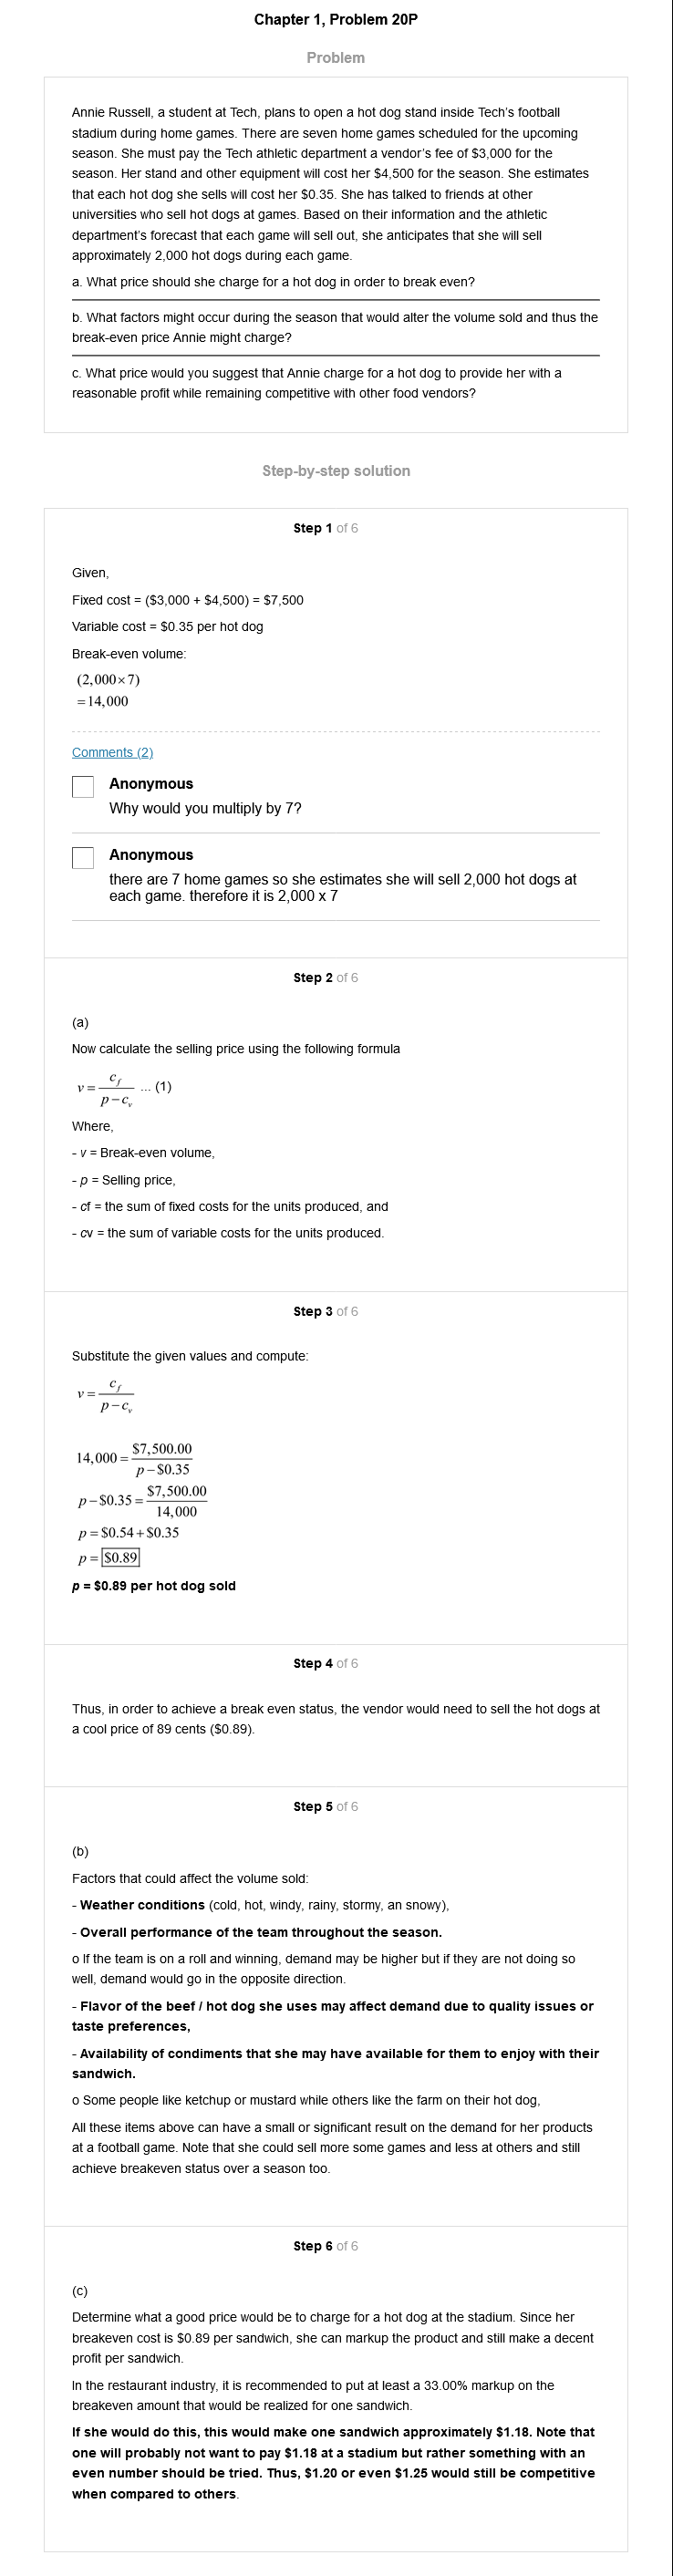 Chapter 1, Problem 20P
Problem
Annie Russell, a student at Tech, plans to open a hot dog stand inside Tech's football
stadium during home games. There are seven home games scheduled for the upcoming
season. She must pay the Tech athletic department a vendor's fee of $3,000 for the
season. Her stand and other equipment will cost her $4,500 for the season. She estimates
that each hot dog she sells will cost her $0.35. She has talked to friends at other
universities who sell hot dogs at games. Based on their information and the athletic
department's forecast that each game will sell out, she anticipates that she will sell
approximately 2,000 hot dogs during each game.
a. What price should she charge for a hot dog in order to break even?
b. What factors might occur during the season that would alter the volume sold and thus the
break-even price Annie might charge?
c. What price would you suggest that Annie charge for a hot dog to provide her with a
reasonable profit while remaining competitive with other food vendors?
Step-by-step solution
Step 1 of 6
Given,
Fixed cost = ($3,000 + $4,500) = $7,500
Variable cost = $0.35 per hot dog
Break-even volume:
(2,000×7)
=14,000
Comments (2)
Anonymous
Why would you multiply by 7?
Anonymous
there are 7 home games so she estimates she will sell 2,000 hot dogs at
each game. therefore it is 2,000 x 7
Step 2 of 6
(a)
Now calculate the selling price using the following formula
v = c_f / (p − c_v) ... (1)
Where,
- v = Break-even volume,
- p = Selling price,
- cf = the sum of fixed costs for the units produced, and
- cv = the sum of variable costs for the units produced.
Step 3 of 6
Substitute the given values and compute:
v = c_f / (p − c_v)
14,000 = $7,500.00 / (p − $0.35)
p − $0.35 = $7,500.00 / 14,000
p = $0.54 + $0.35
p = $0.89
p = $0.89 per hot dog sold
Step 4 of 6
Thus, in order to achieve a break even status, the vendor would need to sell the hot dogs at
a cool price of 89 cents ($0.89).
Step 5 of 6
(b)
Factors that could affect the volume sold:
- Weather conditions (cold, hot, windy, rainy, stormy, an snowy),
- Overall performance of the team throughout the season.
o If the team is on a roll and winning, demand may be higher but if they are not doing so
well, demand would go in the opposite direction.
- Flavor of the beef / hot dog she uses may affect demand due to quality issues or
taste preferences,
- Availability of condiments that she may have available for them to enjoy with their
sandwich.
o Some people like ketchup or mustard while others like the farm on their hot dog,
All these items above can have a small or significant result on the demand for her products
at a football game. Note that she could sell more some games and less at others and still
achieve breakeven status over a season too.
Step 6 of 6
(c)
Determine what a good price would be to charge for a hot dog at the stadium. Since her
breakeven cost is $0.89 per sandwich, she can markup the product and still make a decent
profit per sandwich.
In the restaurant industry, it is recommended to put at least a 33.00% markup on the
breakeven amount that would be realized for one sandwich.
If she would do this, this would make one sandwich approximately $1.18. Note that
one will probably not want to pay $1.18 at a stadium but rather something with an
even number should be tried. Thus, $1.20 or even $1.25 would still be competitive
when compared to others.